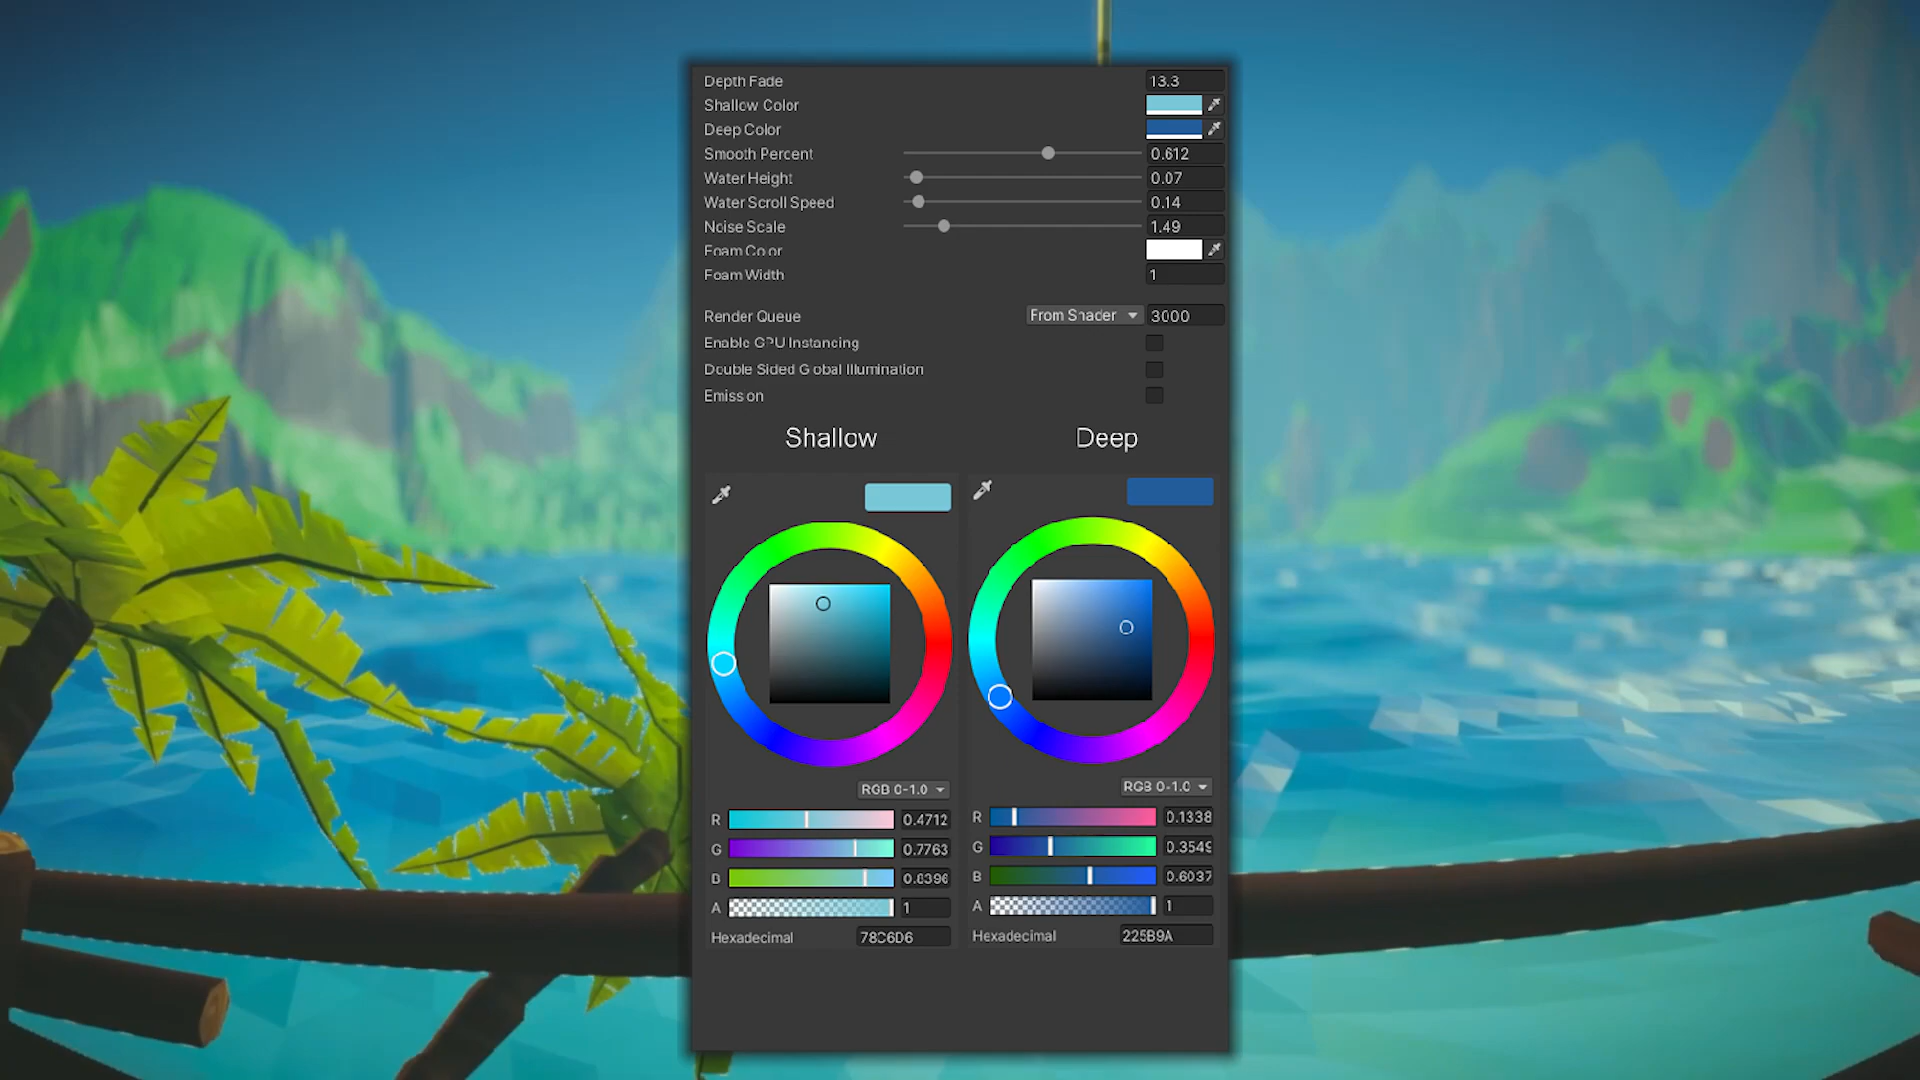 Depth Fade 13.3
Shallow Color
Deep Color
Smooth Percent 0.612
Water Height 0.07
Water Scroll Speed 0.14
Noise Scale 1.49
Foam Color
Foam Width 1
Render Queue From Shader 3000
Enable GPU Instancing
Double Sided Global Illumination
Emission
Shallow Deep
RGB 0-1.0 RGB 0-1.0
R 0.4712 R 0.1338
G 0.7763 G 0.3549
B 0.8396 B 0.6037
A 1 A 1
Hexadecimal 78C6D6 Hexadecimal 225B9A